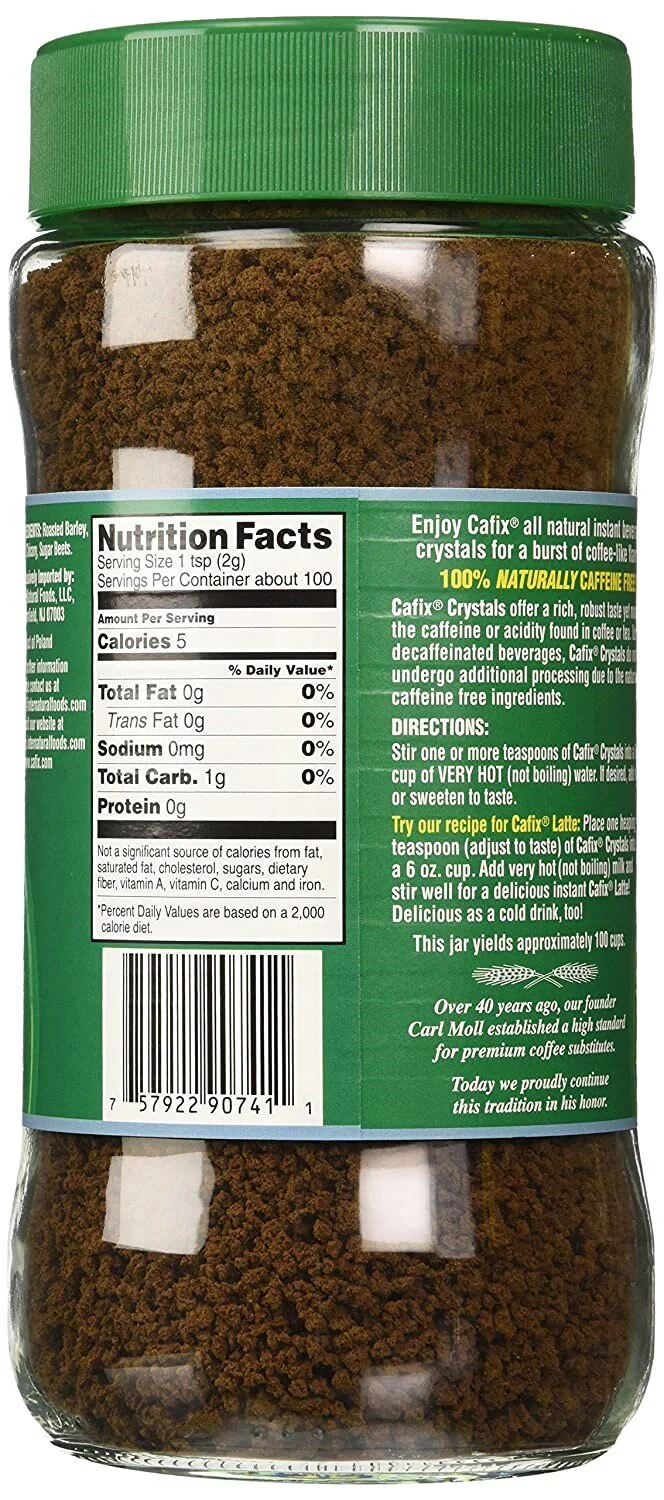 Roasted Barley,
Sugar Beets.
Imported by:
Foods, LLC,
NJ 07003
of Poland
information
contact us at
internaturalfoods.com
website at
internaturalfoods.com
.cafix.com
Nutrition Facts
Serving Size 1 tsp (2g)
Servings Per Container about 100
Amount Per Serving
Calories 5
% Daily Value*
Total Fat 0g 0%
Trans Fat 0g 0%
Sodium 0mg 0%
Total Carb. 1g 0%
Protein 0g
Not a significant source of calories from fat,
saturated fat, cholesterol, sugars, dietary
fiber, vitamin A, vitamin C, calcium and iron.
*Percent Daily Values are based on a 2,000
calorie diet.
7 57922 90741 1
Enjoy Cafix® all natural instant
crystals for a burst of coffee-like
100% NATURALLY CAFFEINE FREE
Cafix® Crystals offer a rich, robust taste yet
the caffeine or acidity found in coffee or tea.
decaffeinated beverages, Cafix® Crystals do
undergo additional processing due to the
caffeine free ingredients.
DIRECTIONS:
Stir one or more teaspoons of Cafix® Crystals into a
cup of VERY HOT (not boiling) water. If desired, add
or sweeten to taste.
Try our recipe for Cafix® Latte: Place one heaping
teaspoon (adjust to taste) of Cafix® Crystals
a 6 oz. cup. Add very hot (not boiling) milk and
stir well for a delicious instant Cafix® Latte!
Delicious as a cold drink, too!
This jar yields approximately 100 cups.
Over 40 years ago, our founder
Carl Moll established a high standard
for premium coffee substitutes.
Today we proudly continue
this tradition in his honor.